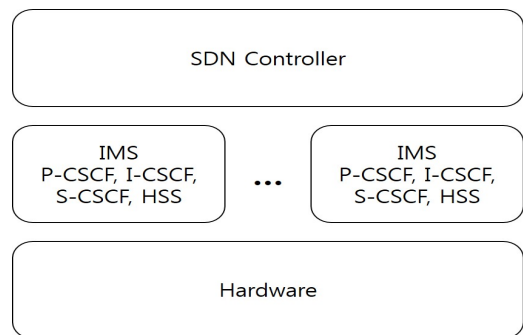 SDN Controller
IMS
P-CSCF, I-CSCF,
S-CSCF, HSS
...
IMS
P-CSCF, I-CSCF,
S-CSCF, HSS
Hardware